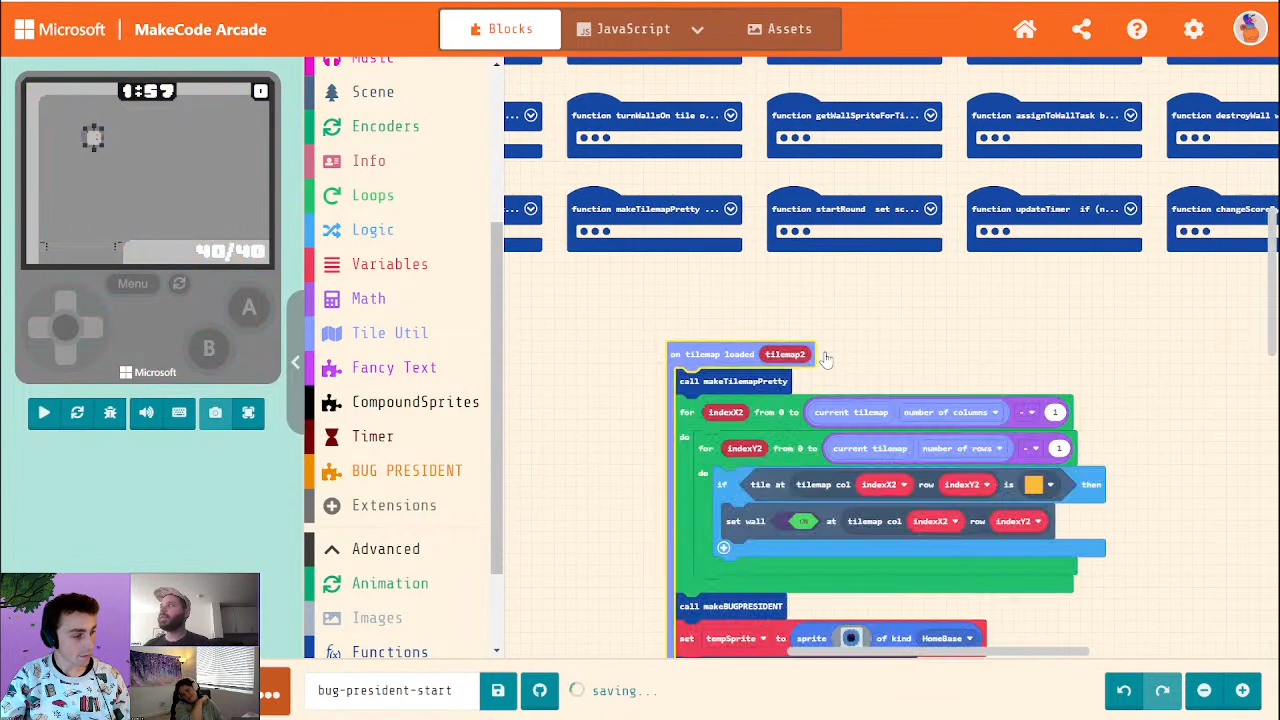 Microsoft
MakeCode Arcade
Blocks
JavaScript
Assets
1:57
0
40/40
Menu
A
B
Microsoft
Music
Scene
Encoders
Info
Loops
Logic
Variables
Math
Tile Util
Fancy Text
CompoundSprites
Timer
BUG PRESIDENT
Extensions
Advanced
Animation
Images
Functions
function turnWallsOn tile o...
function getWallSpriteForTi...
function assignToWallTask b...
function destroyWall w
function makeTilemapPretty ...
function startRound set sc...
function updateTimer if (n...
function changeScore
on tilemap loaded tilemap2
call makeTilemapPretty
for indexX2 from 0 to current tilemap number of columns - 1
do
for indexY2 from 0 to current tilemap number of rows - 1
do
if tile at tilemap col indexX2 row indexY2 is then
set wall ON at tilemap col indexX2 row indexY2
call makeBUGPRESIDENT
set tempSprite to sprite of kind HomeBase
bug-president-start
saving...